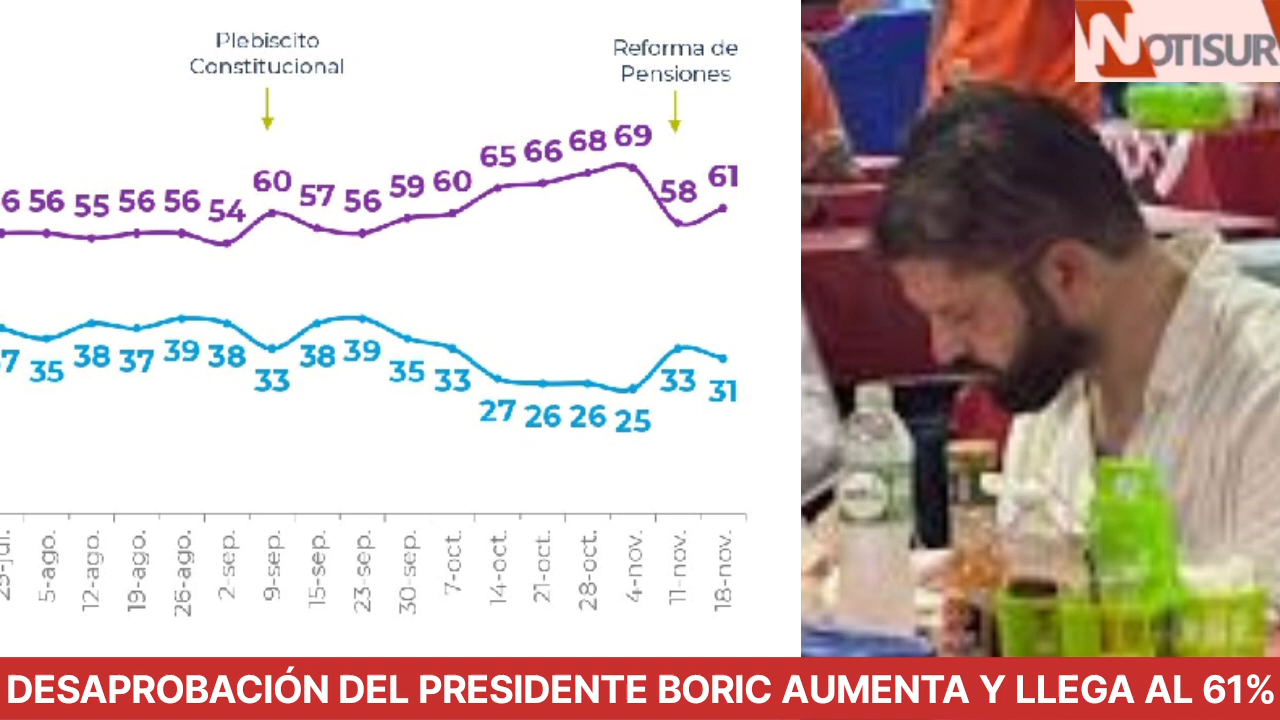 Plebiscito
Constitucional
Reforma de
Pensiones
NOTISUR
6 56 55 56 56 54 60 57 56 59 60 65 66 68 69 58 61
7 35 38 37 39 38 33 38 39 35 33 27 26 26 25 33 31
29-jul. 5-ago. 12-ago. 19-ago. 26-ago. 2-sep. 9-sep. 15-sep. 23-sep. 30-sep. 7-oct. 14-oct. 21-oct. 28-oct. 4-nov. 11-nov. 18-nov.
DESAPROBACIÓN DEL PRESIDENTE BORIC AUMENTA Y LLEGA AL 61%